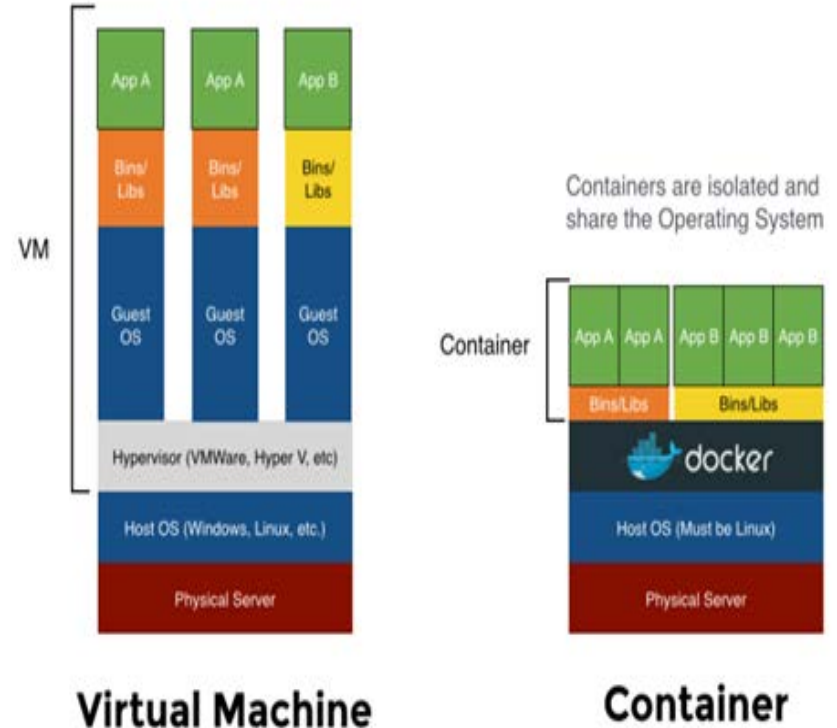 VM
App A
App A
App B
Bins/
Libs
Bins/
Libs
Bins/
Libs
Guest
OS
Guest
OS
Guest
OS
Hypervisor (VMWare, Hyper V, etc)
Host OS (Windows, Linux, etc.)
Physical Server
Virtual Machine
Containers are isolated and
share the Operating System
Container
App A
App A
App B
App B
App B
Bins/Libs
Bins/Libs
docker
Host OS (Must be Linux)
Physical Server
Container